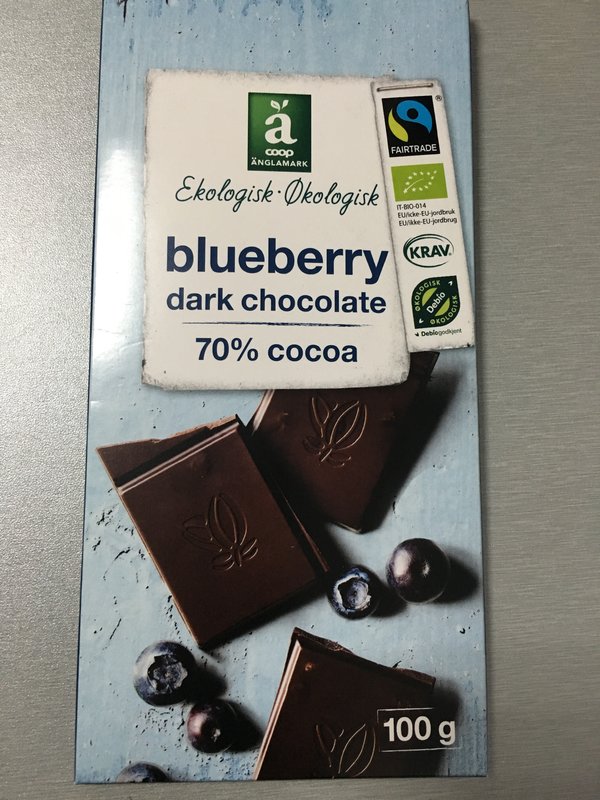 å
coop
ÄNGLAMARK
Ekologisk · Økologisk
blueberry
dark chocolate
70% cocoa
®
FAIRTRADE
IT-BIO-014
EU/icke-EU-jordbruk
EU/ikke-EU-jordbrug
KRAV
ØKOLOGISK
Debio
ØKOLOGISK
Debiogodkjent
100 g